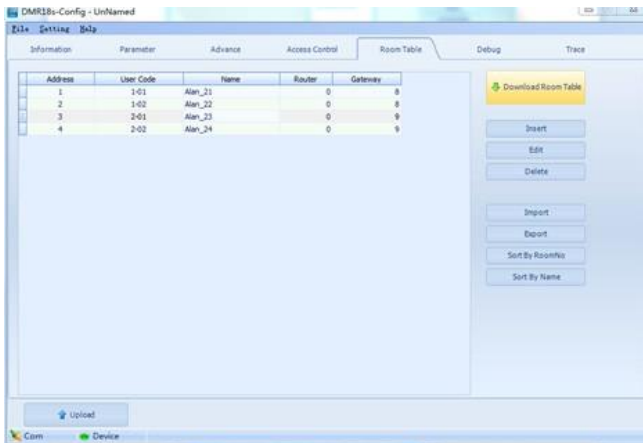 DMR18s-Config - UnNamed
File Setting Help
Information Parameter Advance Access Control Room Table Debug Trace
Address User Code Name Router Gateway
1 1-01 Alan_21 0 8
2 1-02 Alan_22 0 8
3 2-01 Alan_23 0 9
4 2-02 Alan_24 0 9
Download Room Table
Insert
Edit
Delete
Import
Export
Sort By RoomNo
Sort By Name
Upload
Com Device